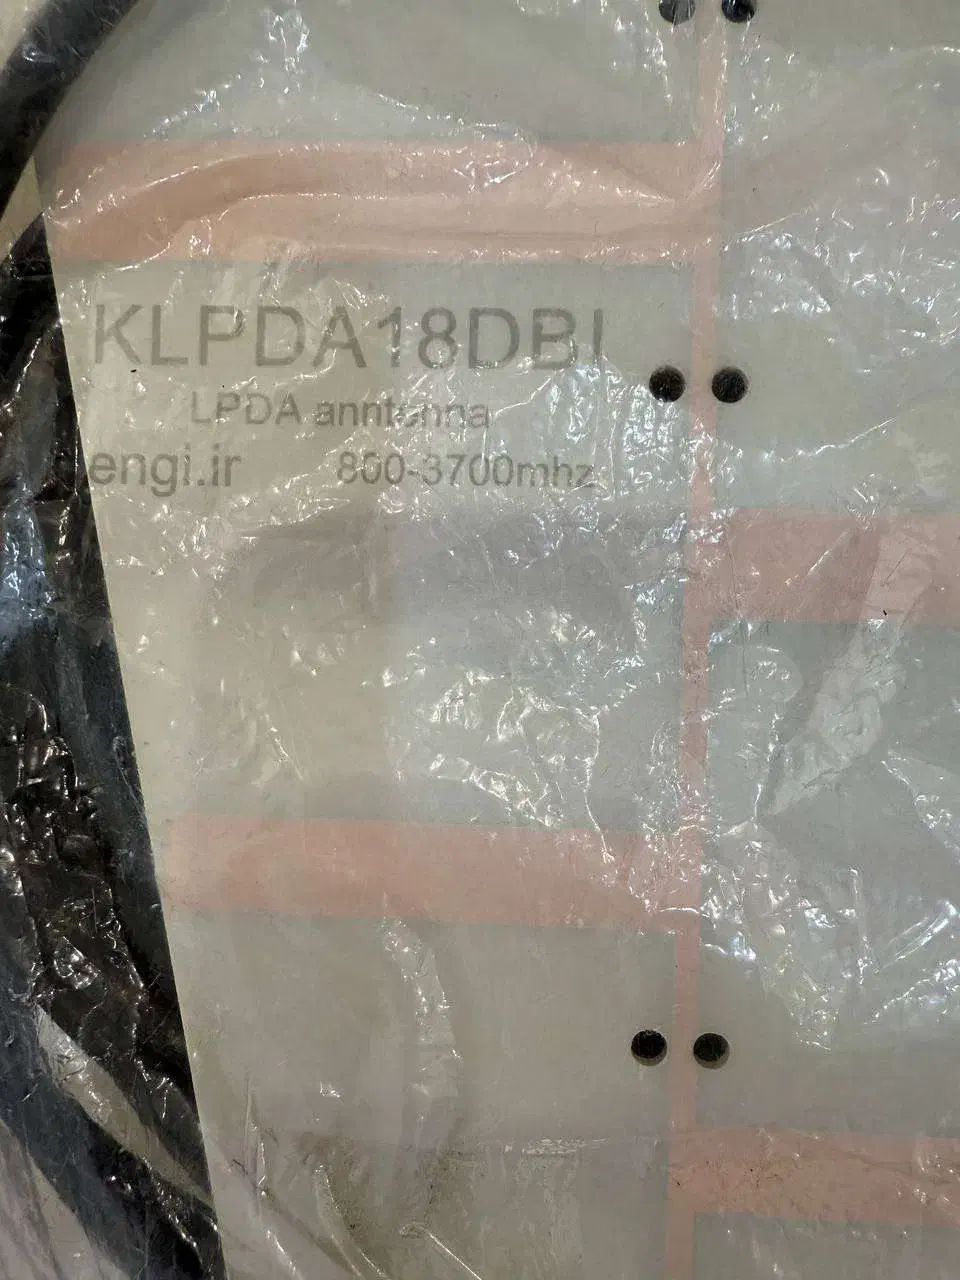 KLPDA18DBI
LPDA anntenna
engi.ir 800-3700mhz